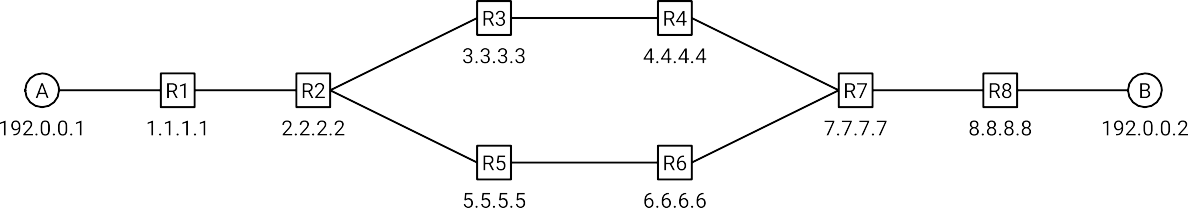 R3
R4
3.3.3.3
4.4.4.4
A
R1
R2
R7
R8
B
192.0.0.1
1.1.1.1
2.2.2.2
7.7.7.7
8.8.8.8
192.0.0.2
R5
R6
5.5.5.5
6.6.6.6